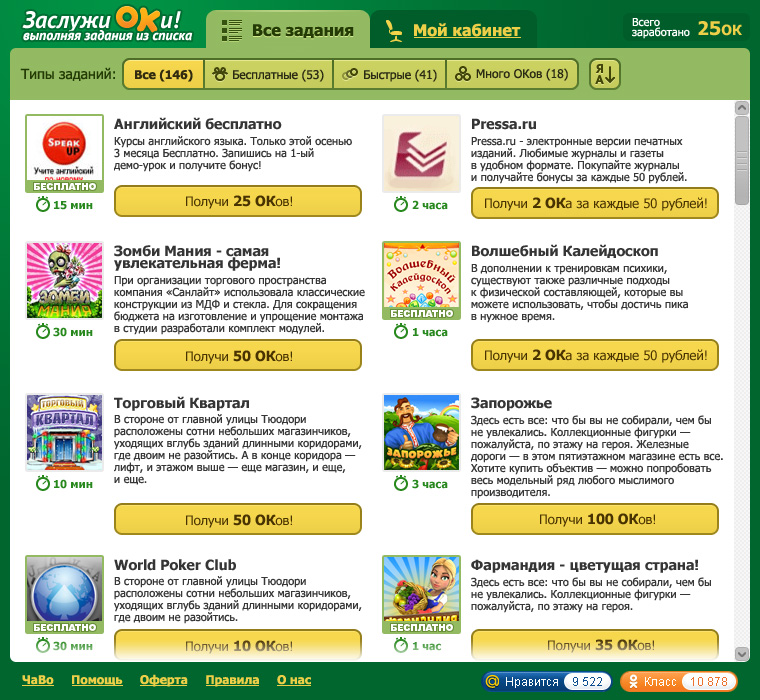 Заслужи ОКи!
выполняя задания из списка
Все задания
Мой кабинет
Всего
заработано
25ОК
Типы заданий:
Все (146)
Бесплатные (53)
Быстрые (41)
Много ОКов (18)
Я
А
SPEAK
UP
Учите английский
по-новому
БЕСПЛАТНО
15 мин
Английский бесплатно
Курсы английского языка. Только этой осенью
3 месяца Бесплатно. Запишись на 1-ый
демо-урок и получите бонус!
Получи 25 ОКов!
2 часа
Pressa.ru
Pressa.ru - электронные версии печатных
изданий. Любимые журналы и газеты
в удобном формате. Покупайте журналы
и получайте бонусы за каждые 50 рублей.
Получи 2 ОКа за каждые 50 рублей!
ЗОМБИ
МАНИЯ
30 мин
Зомби Мания - самая
увлекательная ферма!
При организации торгового пространства
компания «Санлайт» использовала классические
конструкции из МДФ и стекла. Для сокращения
бюджета на изготовление и упрощение монтажа
в студии разработали комплект модулей.
Получи 50 ОКов!
Волшебный
Калейдоскоп
БЕСПЛАТНО
1 часа
Волшебный Калейдоскоп
В дополнении к тренировкам психики,
существуют также различные подходы
к физической составляющей, которые вы
можете использовать, чтобы достичь пика
в нужное время.
Получи 2 ОКа за каждые 50 рублей!
ТОРГОВЫЙ
КВАРТАЛ
10 мин
Торговый Квартал
В стороне от главной улицы Тюодори
расположены сотни небольших магазинчиков,
уходящих вглубь зданий длинными коридорами,
где двоим не разойтись. А в конце коридора —
лифт, и этажом выше — еще магазин, и еще,
и еще.
Получи 50 ОКов!
ЗАПОРОЖЬЕ
3 часа
Запорожье
Здесь есть все: что бы вы не собирали, чем бы
не увлекались. Коллекционные фигурки —
пожалуйста, по этажу на героя. Железные
дороги — в этом пятиэтажном магазине есть все.
Хотите купить объектив — можно попробовать
весь модельный ряд любого мыслимого
производителя.
Получи 100 ОКов!
БЕСПЛАТНО
30 мин
World Poker Club
В стороне от главной улицы Тюодори
расположены сотни небольших магазинчиков,
уходящих вглубь зданий длинными коридорами,
где двоим не разойтись.
Получи 10 ОКов!
ФАРМАНДИЯ
БЕСПЛАТНО
1 час
Фармандия - цветущая страна!
Здесь есть все: что бы вы не собирали, чем бы
не увлекались. Коллекционные фигурки —
пожалуйста, по этажу на героя.
Получи 35 ОКов!
ЧаВо
Помощь
Оферта
Правила
О нас
Нравится
9 522
Класс
10 878